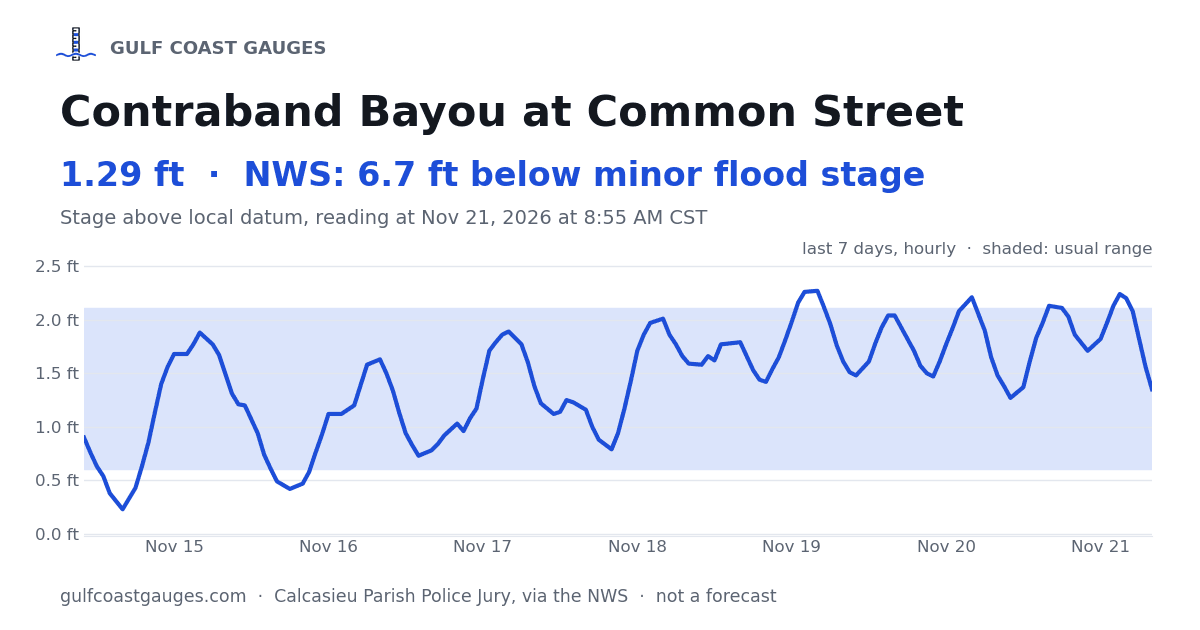 GULF COAST GAUGES
Contraband Bayou at Common Street
1.29 ft · NWS: 6.7 ft below minor flood stage
Stage above local datum, reading at Nov 21, 2026 at 8:55 AM CST
last 7 days, hourly · shaded: usual range
2.5 ft
2.0 ft
1.5 ft
1.0 ft
0.5 ft
0.0 ft
Nov 15 Nov 16 Nov 17 Nov 18 Nov 19 Nov 20 Nov 21
gulfcoastgauges.com · Calcasieu Parish Police Jury, via the NWS · not a forecast